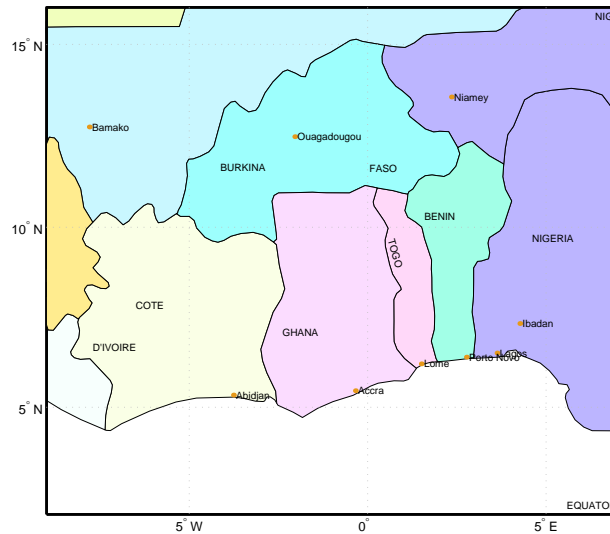 NIG
15° N
Niamey
Bamako
Ouagadougou
BURKINA
FASO
BENIN
10° N
NIGERIA
TOGO
COTE
Ibadan
GHANA
D'IVOIRE
Lagos
Porto Novo
Lome
Accra
Abidjan
5° N
EQUATO
5° W
0°
5° E